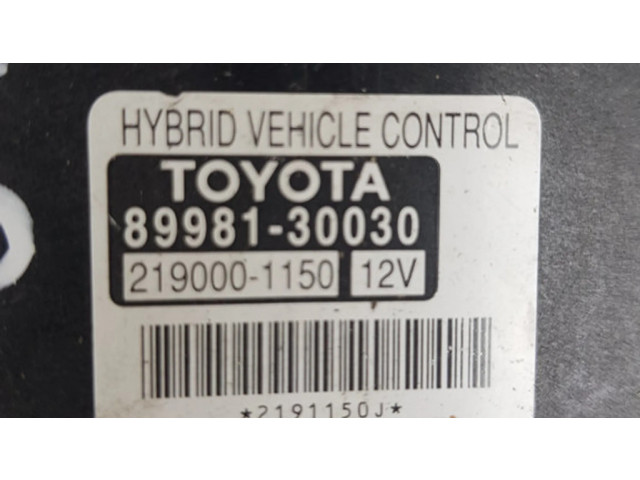 HYBRID VEHICLE CONTROL
TOYOTA
89981-30030
219000-1150 12V
*2191150J*